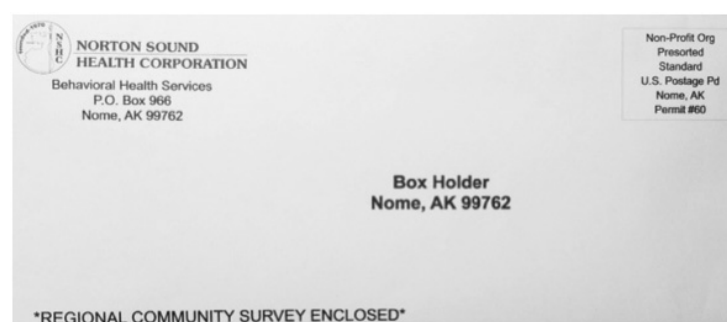 NSHC
NORTON SOUND
HEALTH CORPORATION
Behavioral Health Services
P.O. Box 966
Nome, AK 99762
Non-Profit Org
Presorted
Standard
U.S. Postage Pd
Nome, AK
Permit #60
Box Holder
Nome, AK 99762
*REGIONAL COMMUNITY SURVEY ENCLOSED*